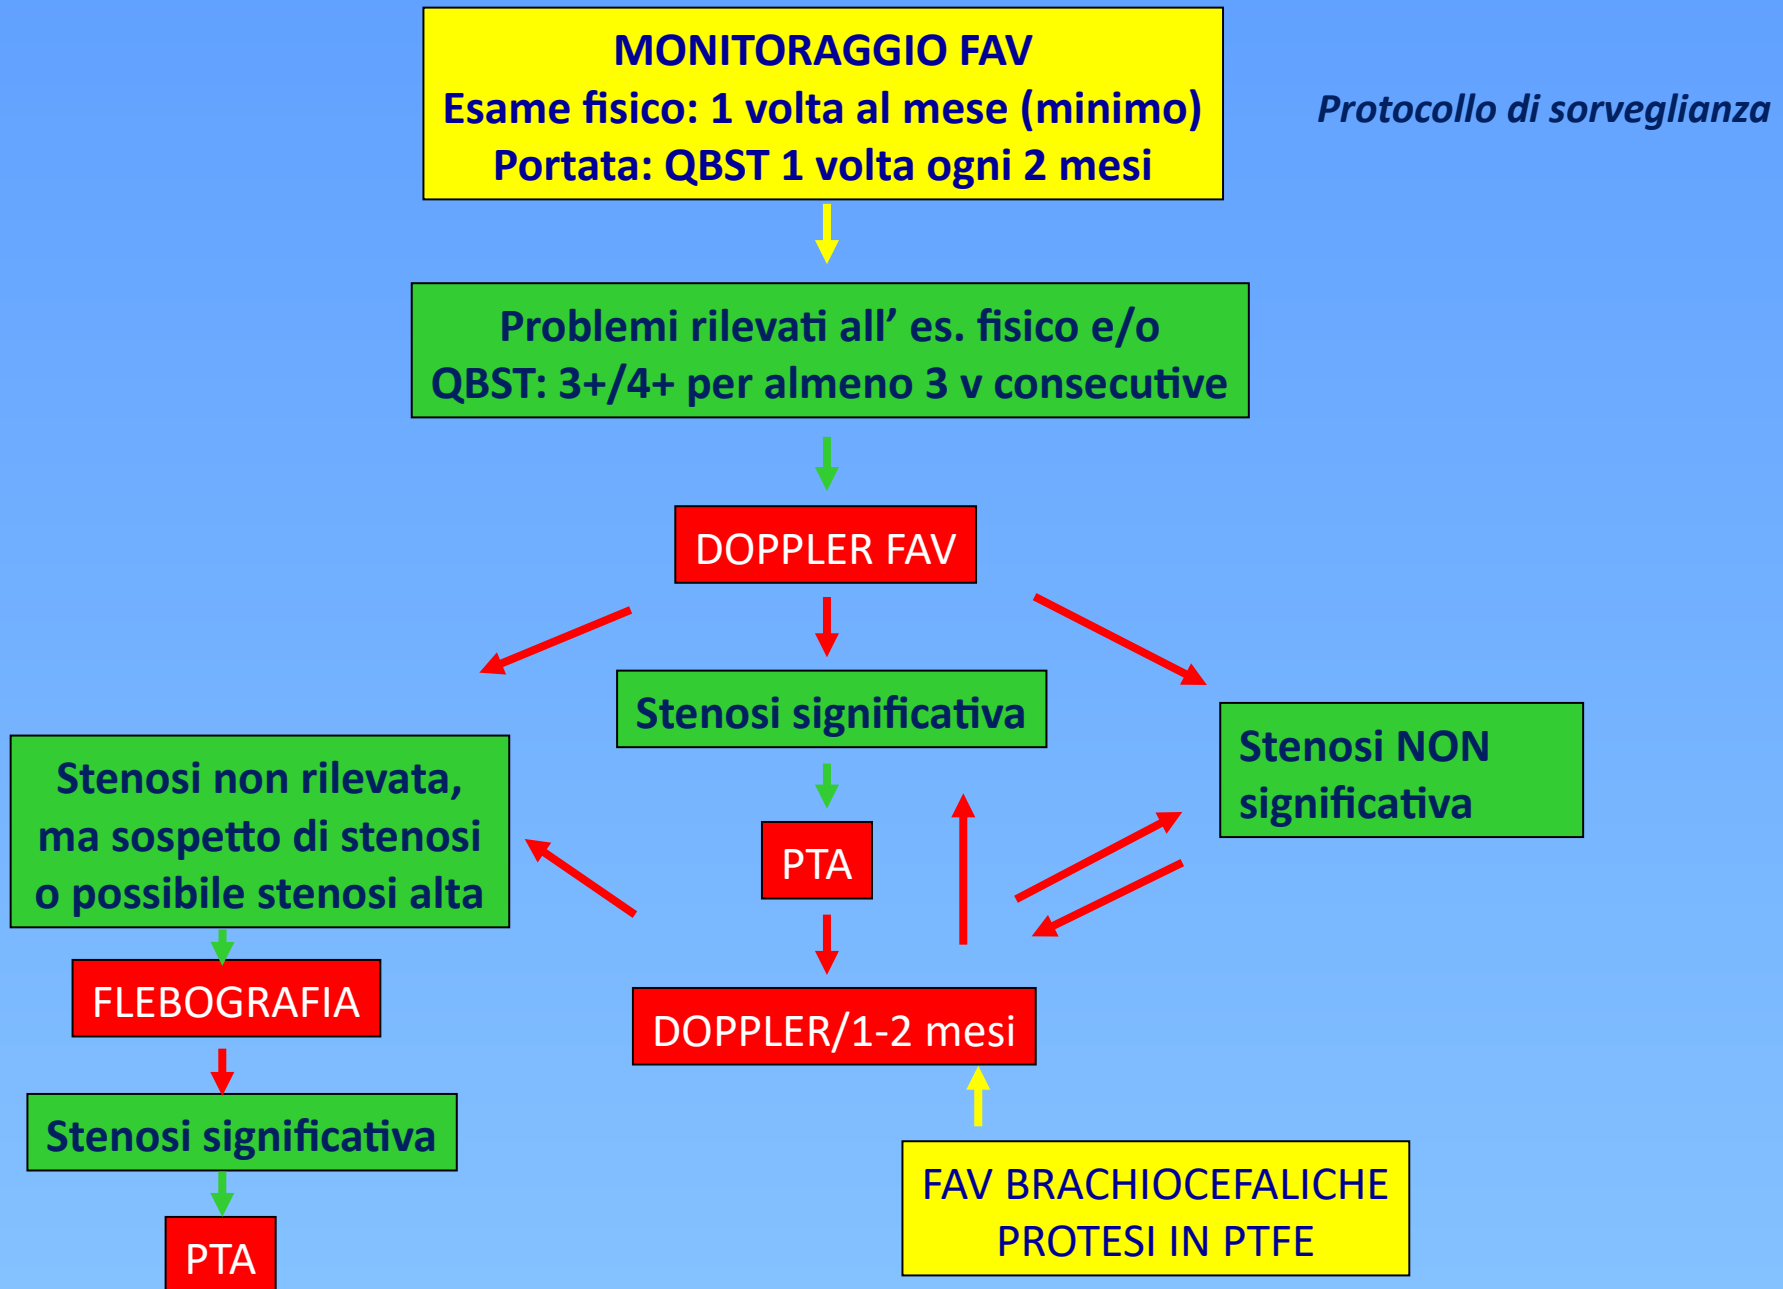 MONITORAGGIO FAV
Esame fisico: 1 volta al mese (minimo)
Portata: QBST 1 volta ogni 2 mesi
Protocollo di sorveglianza
Problemi rilevati all’ es. fisico e/o
QBST: 3+/4+ per almeno 3 v consecutive
DOPPLER FAV
Stenosi significativa
Stenosi NON
significativa
Stenosi non rilevata,
ma sospetto di stenosi
o possibile stenosi alta
PTA
FLEBOGRAFIA
DOPPLER/1-2 mesi
Stenosi significativa
FAV BRACHIOCEFALICHE
PROTESI IN PTFE
PTA